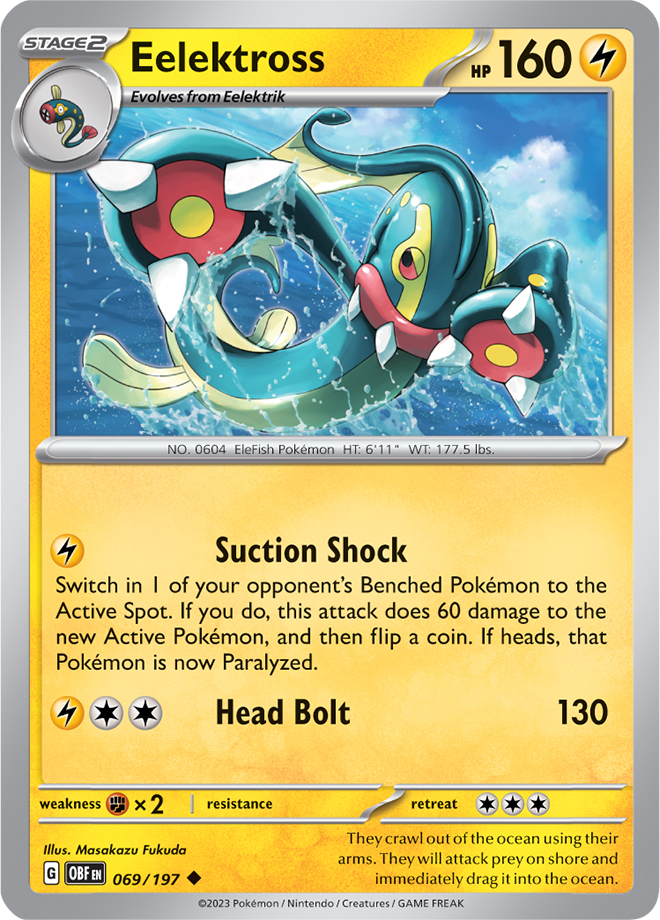 STAGE2
Eelektross
HP 160
Evolves from Eelektrik
NO. 0604 EleFish Pokémon HT: 6'11" WT: 177.5 lbs.
Suction Shock
Switch in 1 of your opponent's Benched Pokémon to the
Active Spot. If you do, this attack does 60 damage to the
new Active Pokémon, and then flip a coin. If heads, that
Pokémon is now Paralyzed.
Head Bolt 130
weakness ×2 resistance retreat
Illus. Masakazu Fukuda
G OBF EN 069/197
They crawl out of the ocean using their
arms. They will attack prey on shore and
immediately drag it into the ocean.
©2023 Pokémon / Nintendo / Creatures / GAME FREAK